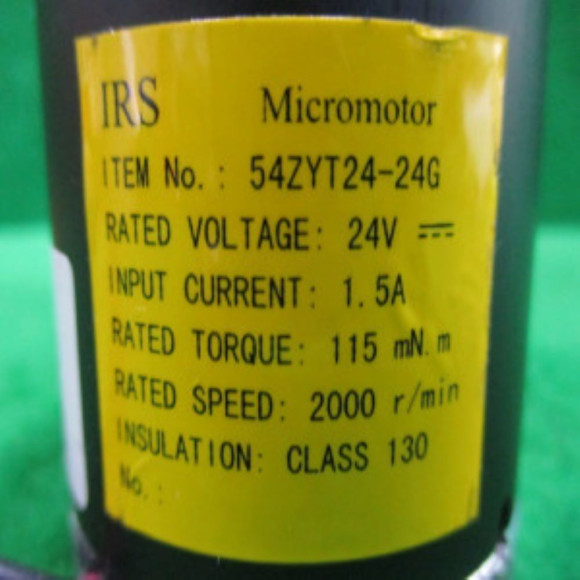 IRS Micromotor
ITEM No.: 54ZYT24-24G
RATED VOLTAGE: 24V ⎓
INPUT CURRENT: 1.5A
RATED TORQUE: 115 mN.m
RATED SPEED: 2000 r/min
INSULATION: CLASS 130
No.: